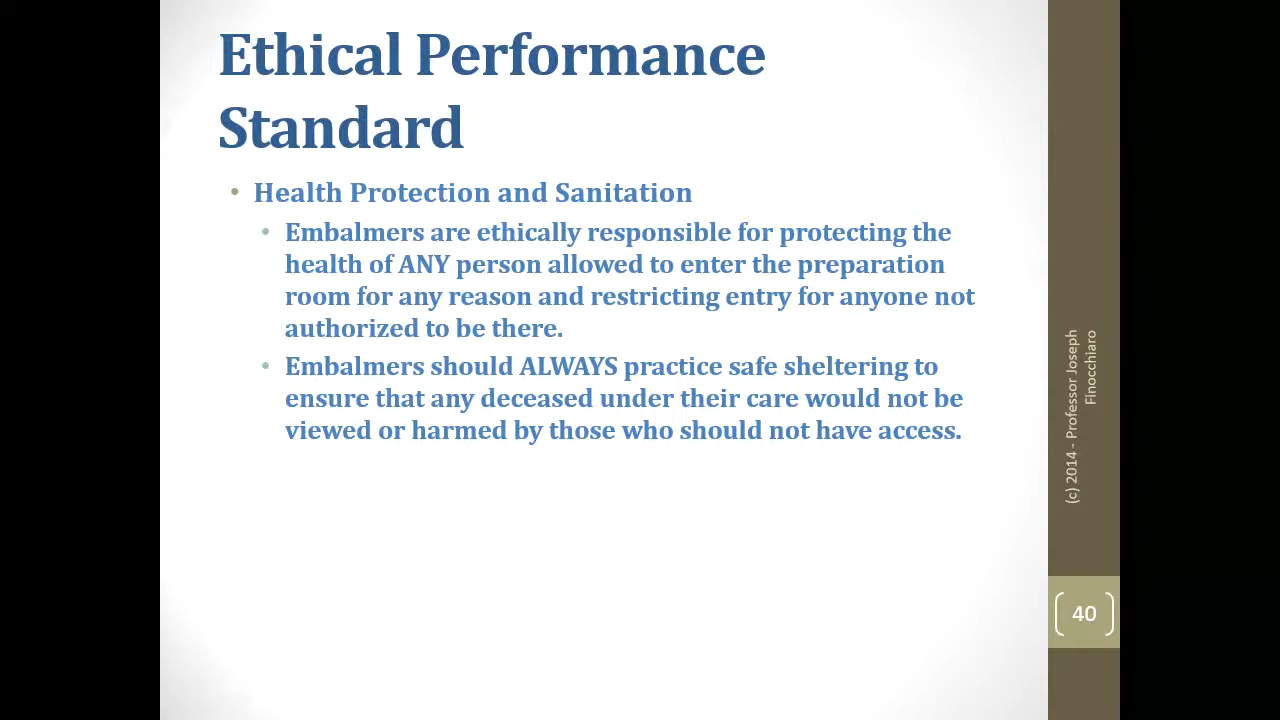 Ethical Performance
Standard
• Health Protection and Sanitation
• Embalmers are ethically responsible for protecting the
health of ANY person allowed to enter the preparation
room for any reason and restricting entry for anyone not
authorized to be there.
• Embalmers should ALWAYS practice safe sheltering to
ensure that any deceased under their care would not be
viewed or harmed by those who should not have access.
(c) 2014 - Professor Joseph
Finocchiaro
40